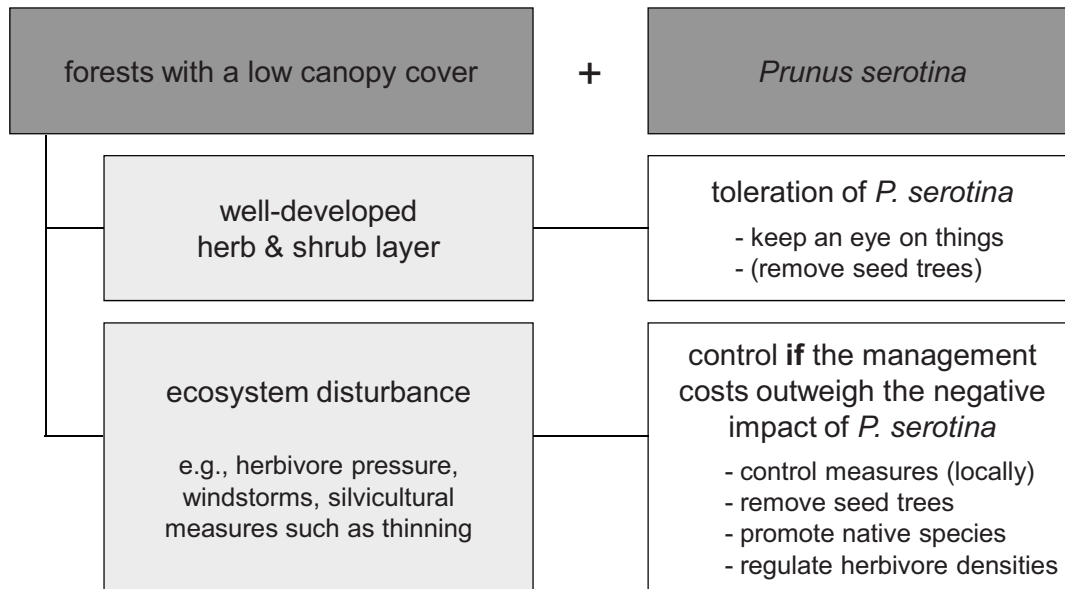 forests with a low canopy cover
+
Prunus serotina
well-developed
herb & shrub layer
toleration of P. serotina
- keep an eye on things
- (remove seed trees)
ecosystem disturbance
e.g., herbivore pressure,
windstorms, silvicultural
measures such as thinning
control if the management
costs outweigh the negative
impact of P. serotina
- control measures (locally)
- remove seed trees
- promote native species
- regulate herbivore densities